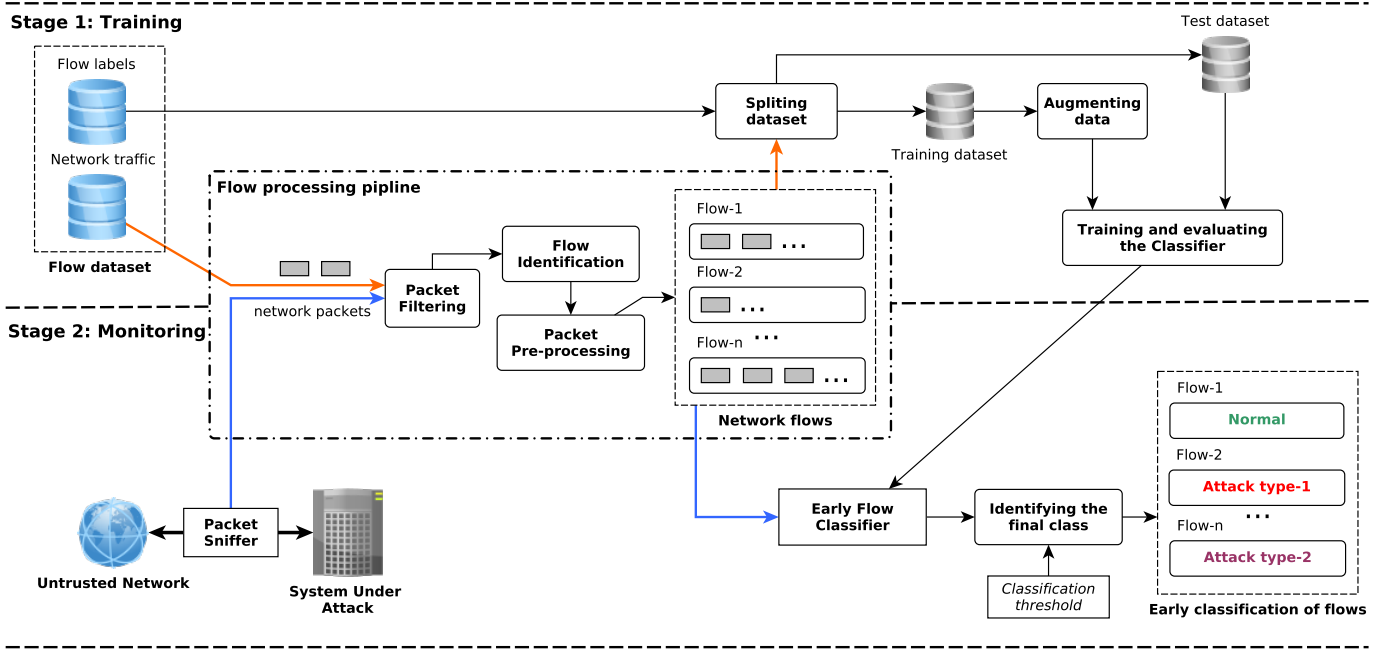 Stage 1: Training
Test dataset
Flow labels
Spliting
dataset
Augmenting
data
Training dataset
Network traffic
Flow dataset
Flow processing pipline
Flow-1
...
Flow-2
...
...
Flow-n
...
Network flows
network packets
Packet
Filtering
Flow
Identification
Packet
Pre-processing
Training and evaluating
the Classifier
Stage 2: Monitoring
Untrusted Network
Packet
Sniffer
System Under
Attack
Early Flow
Classifier
Identifying the
final class
Classification
threshold
Flow-1
Normal
Flow-2
Attack type-1
...
Flow-n
Attack type-2
Early classification of flows